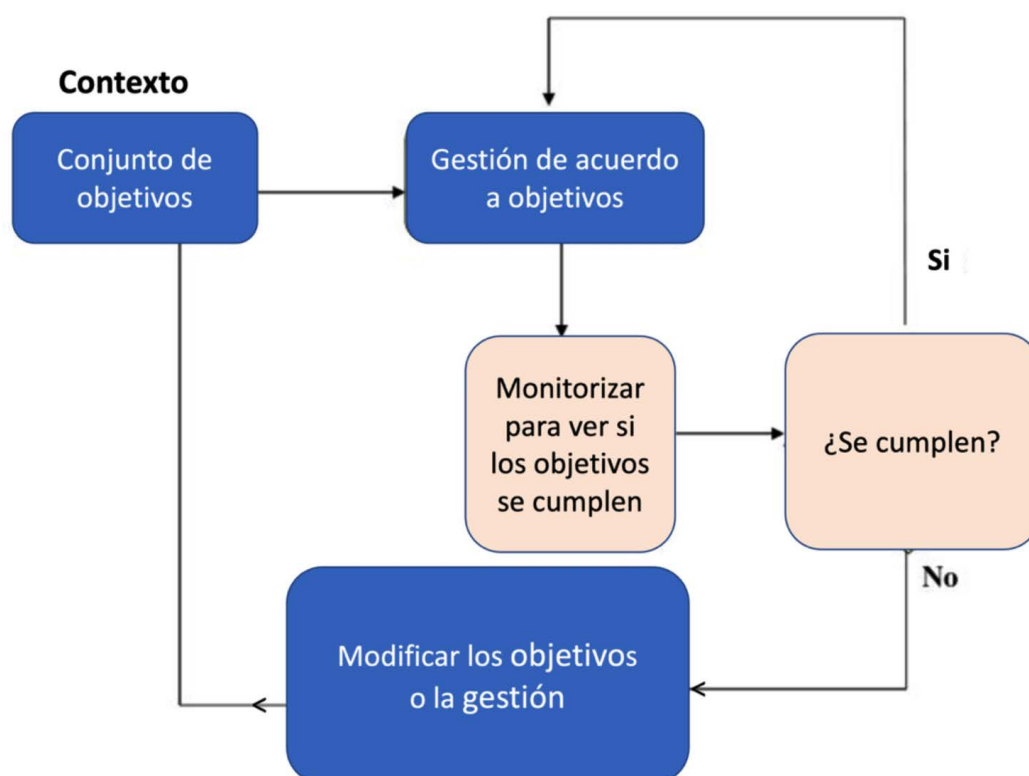 Contexto
Conjunto de
objetivos
Gestión de acuerdo
a objetivos
Si
Monitorizar
para ver si
los objetivos
se cumplen
¿Se cumplen?
No
Modificar los objetivos
o la gestión